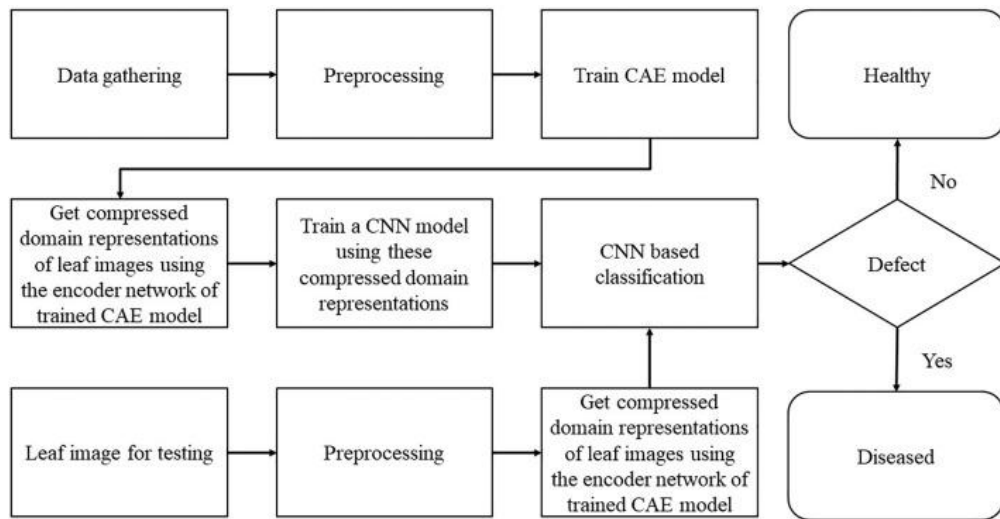 Data gathering
Preprocessing
Train CAE model
Healthy
No
Get compressed
domain representations
of leaf images using
the encoder network of
trained CAE model
Train a CNN model
using these
compressed domain
representations
CNN based
classification
Defect
Yes
Leaf image for testing
Preprocessing
Get compressed
domain representations
of leaf images using
the encoder network of
trained CAE model
Diseased